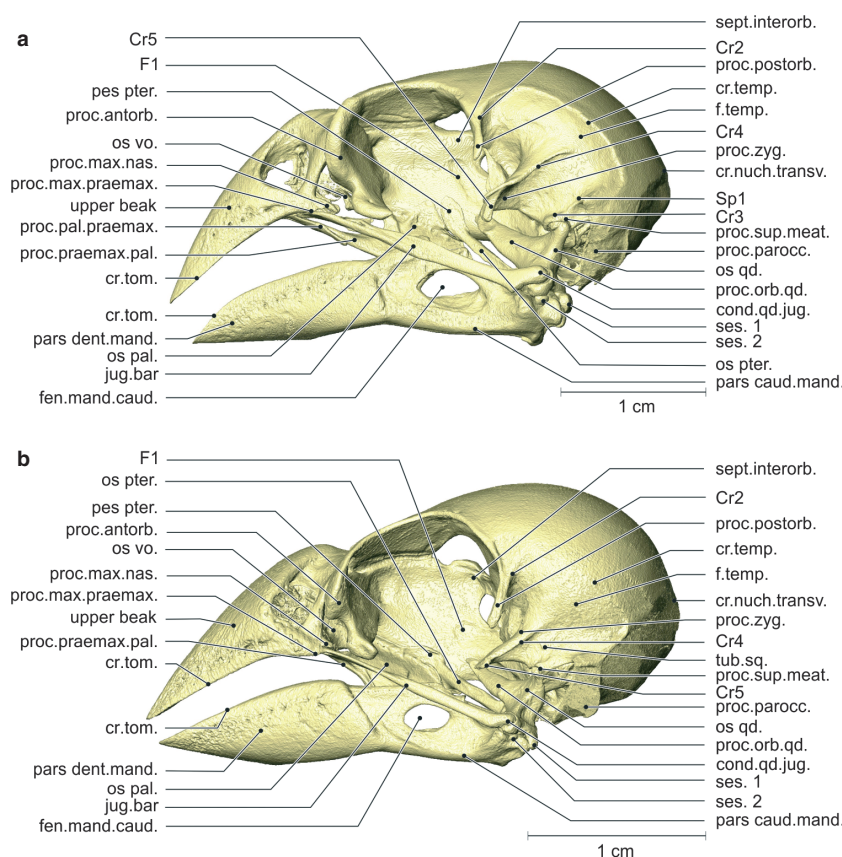 a
Cr5
F1
pes pter.
proc.antorb.
os vo.
proc.max.nas.
proc.max.praemax.
upper beak
proc.pal.praemax.
proc.praemax.pal.
cr.tom.
cr.tom.
pars dent.mand.
os pal.
jug.bar
fen.mand.caud.
sept.interorb.
Cr2
proc.postorb.
cr.temp.
f.temp.
Cr4
proc.zyg.
cr.nuch.transv.
Sp1
Cr3
proc.sup.meat.
proc.parocc.
os qd.
proc.orb.qd.
cond.qd.jug.
ses. 1
ses. 2
os pter.
pars caud.mand.
1 cm
b
F1
os pter.
pes pter.
proc.antorb.
os vo.
proc.max.nas.
proc.max.praemax.
upper beak
proc.praemax.pal.
cr.tom.
cr.tom.
pars dent.mand.
os pal.
jug.bar
fen.mand.caud.
sept.interorb.
Cr2
proc.postorb.
cr.temp.
f.temp.
cr.nuch.transv.
proc.zyg.
Cr4
tub.sq.
proc.sup.meat.
Cr5
proc.parocc.
os qd.
proc.orb.qd.
cond.qd.jug.
ses. 1
ses. 2
pars caud.mand.
1 cm